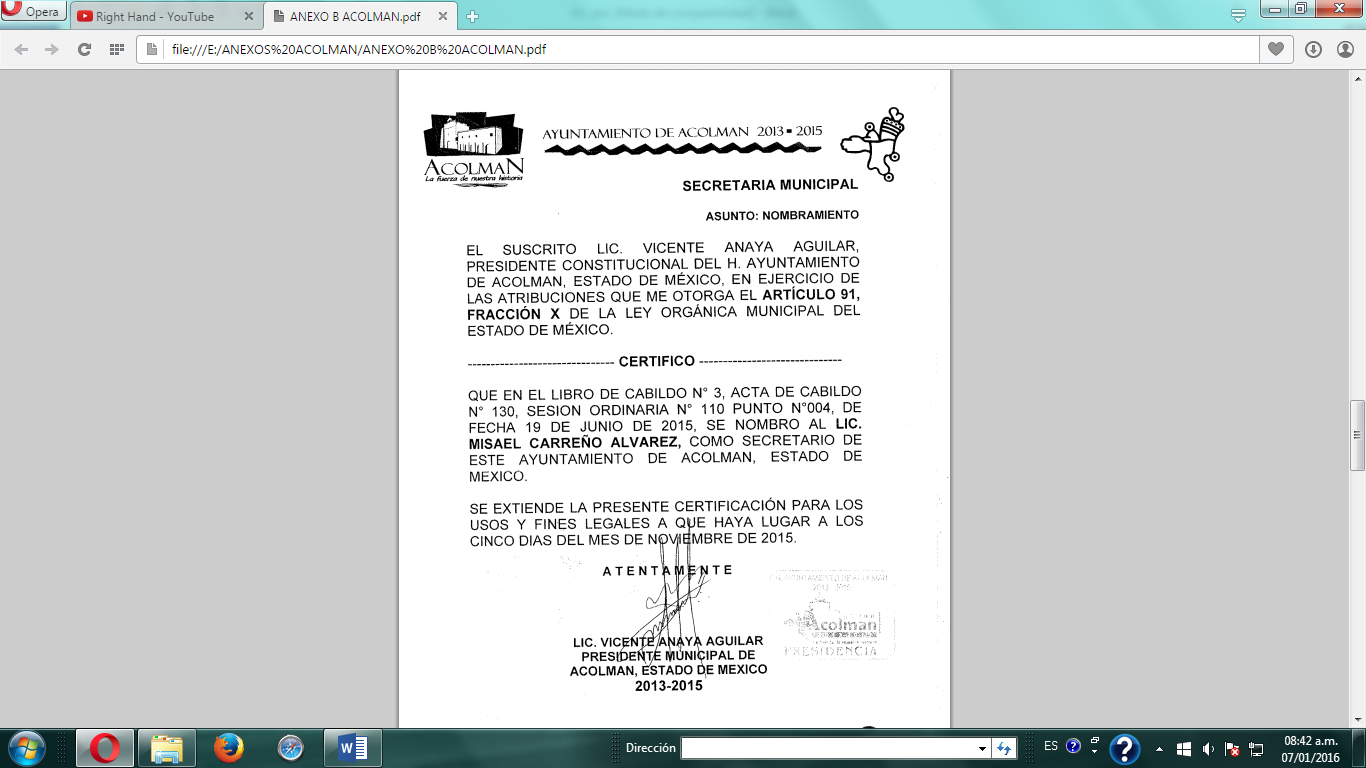 Opera
Right Hand - YouTube
ANEXO B ACOLMAN.pdf
file:///E:/ANEXOS%20ACOLMAN/ANEXO%20B%20ACOLMAN.pdf
ACOLMAN
La fuerza de nuestra historia
AYUNTAMIENTO DE ACOLMAN 2013-2015
SECRETARIA MUNICIPAL
ASUNTO: NOMBRAMIENTO
EL SUSCRITO LIC. VICENTE ANAYA AGUILAR,
PRESIDENTE CONSTITUCIONAL DEL H. AYUNTAMIENTO
DE ACOLMAN, ESTADO DE MÉXICO, EN EJERCICIO DE
LAS ATRIBUCIONES QUE ME OTORGA EL ARTÍCULO 91,
FRACCIÓN X DE LA LEY ORGÁNICA MUNICIPAL DEL
ESTADO DE MÉXICO.
------------------------------- CERTIFICO ------------------------------
QUE EN EL LIBRO DE CABILDO N° 3, ACTA DE CABILDO
N° 130, SESION ORDINARIA N° 110 PUNTO N°004, DE
FECHA 19 DE JUNIO DE 2015, SE NOMBRO AL LIC.
MISAEL CARREÑO ALVAREZ, COMO SECRETARIO DE
ESTE AYUNTAMIENTO DE ACOLMAN, ESTADO DE
MEXICO.
SE EXTIENDE LA PRESENTE CERTIFICACIÓN PARA LOS
USOS Y FINES LEGALES A QUE HAYA LUGAR A LOS
CINCO DIAS DEL MES DE NOVIEMBRE DE 2015.
A T E N T A M E N T E
AYUNTAMIENTO DE ACOLMAN
Acolman
PRESIDENCIA
LIC. VICENTE ANAYA AGUILAR
PRESIDENTE MUNICIPAL DE
ACOLMAN, ESTADO DE MEXICO
2013-2015
Dirección
ES
08:42 a.m.
07/01/2016